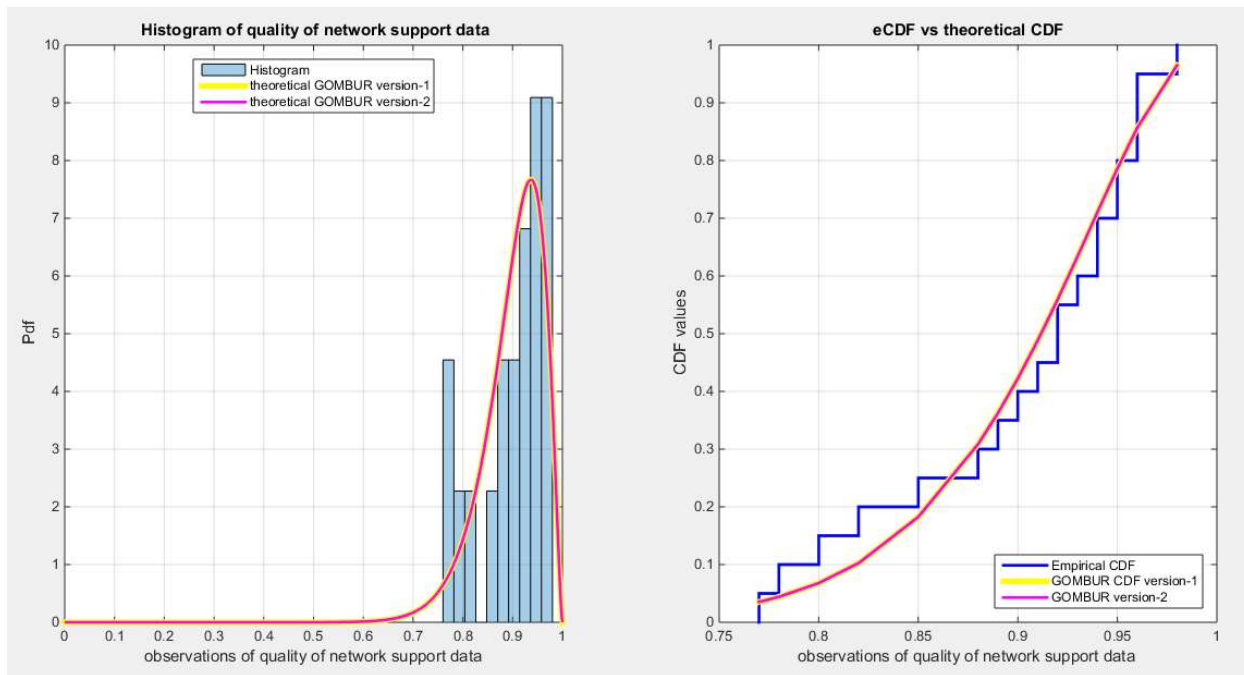 Histogram of quality of network support data
10
9
8
7
6
5
4
3
2
1
0
Pdf
Histogram
theoretical GOMBUR version-1
theoretical GOMBUR version-2
0 0.1 0.2 0.3 0.4 0.5 0.6 0.7 0.8 0.9 1
observations of quality of network support data
eCDF vs theoretical CDF
1
0.9
0.8
0.7
0.6
0.5
0.4
0.3
0.2
0.1
0
CDF values
Empirical CDF
GOMBUR CDF version-1
GOMBUR version-2
0.75 0.8 0.85 0.9 0.95 1
observations of quality of network support data